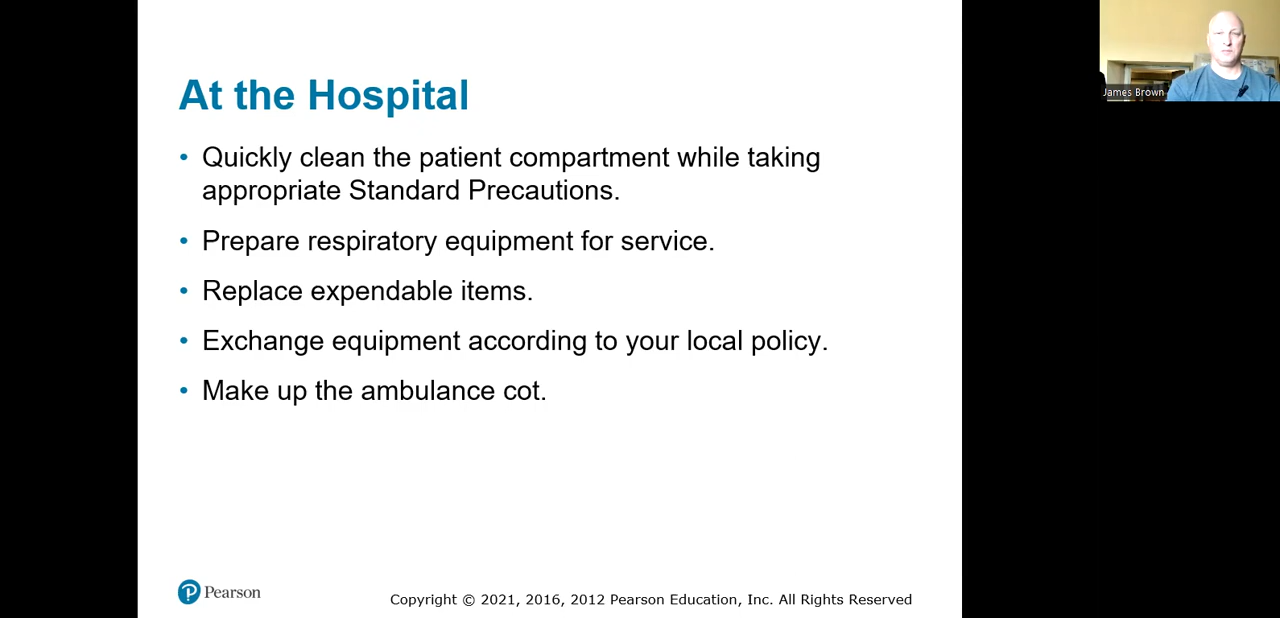 At the Hospital
• Quickly clean the patient compartment while taking
appropriate Standard Precautions.
• Prepare respiratory equipment for service.
• Replace expendable items.
• Exchange equipment according to your local policy.
• Make up the ambulance cot.
James Brown
P Pearson
Copyright © 2021, 2016, 2012 Pearson Education, Inc. All Rights Reserved